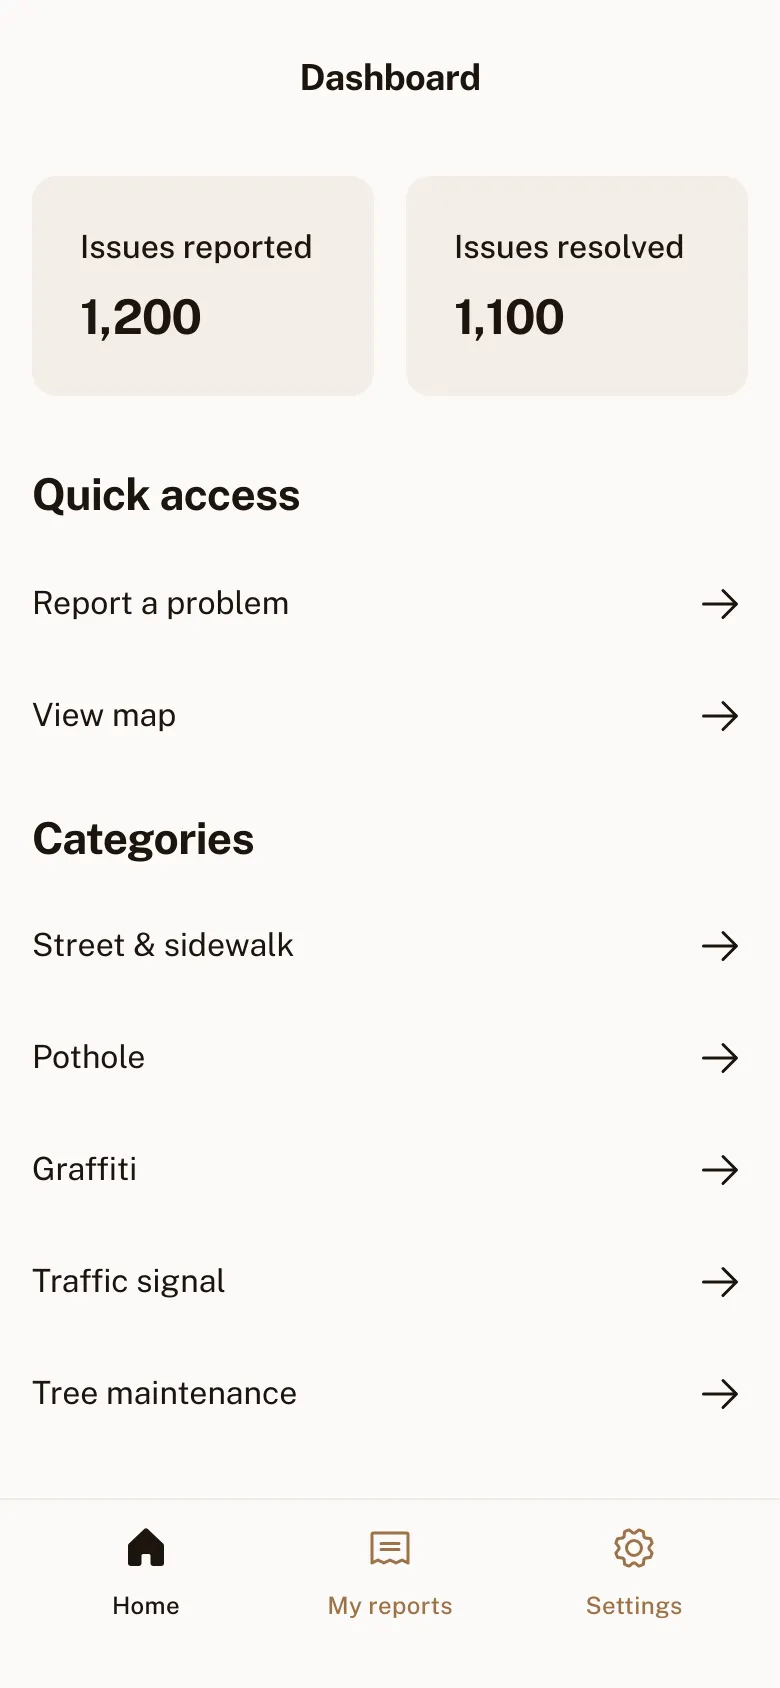 Dashboard
Issues reported
1,200
Issues resolved
1,100
Quick access
Report a problem
View map
Categories
Street & sidewalk
Pothole
Graffiti
Traffic signal
Tree maintenance
Home
My reports
Settings